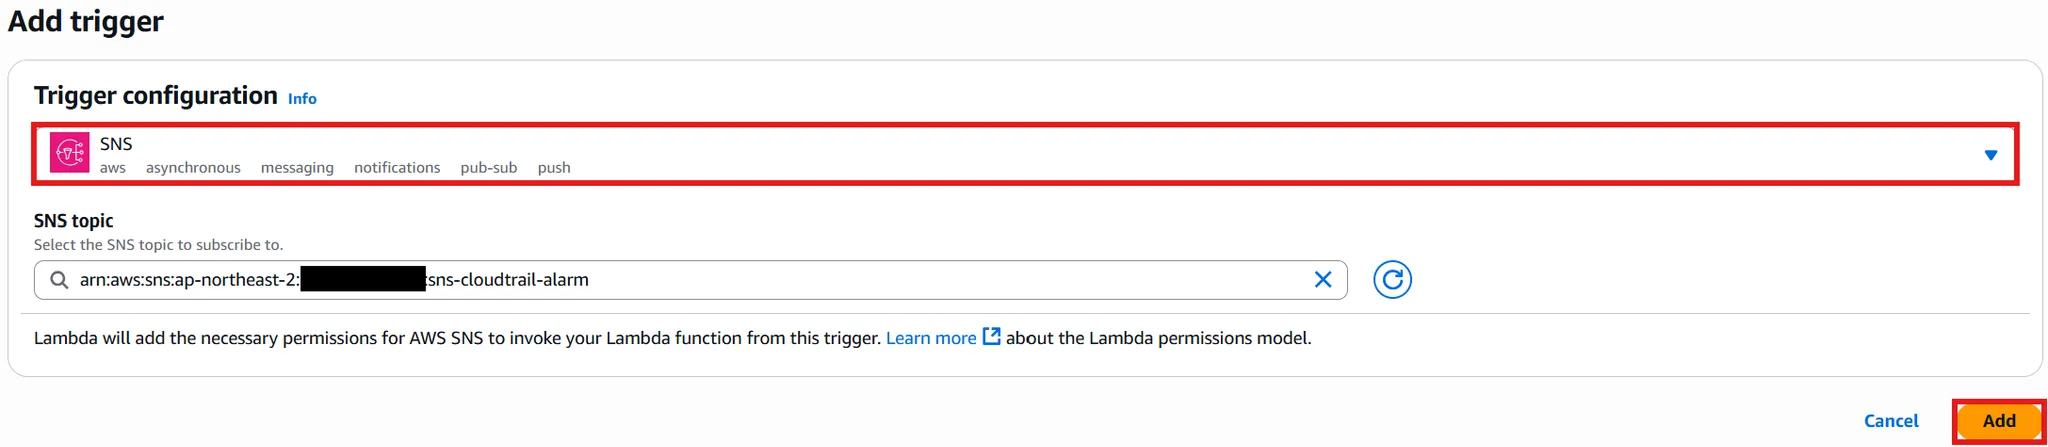 Add trigger
Trigger configuration Info
SNS
aws asynchronous messaging notifications pub-sub push
SNS topic
Select the SNS topic to subscribe to.
arn:aws:sns:ap-northeast-2: :sns-cloudtrail-alarm
Lambda will add the necessary permissions for AWS SNS to invoke your Lambda function from this trigger. Learn more about the Lambda permissions model.
Cancel Add